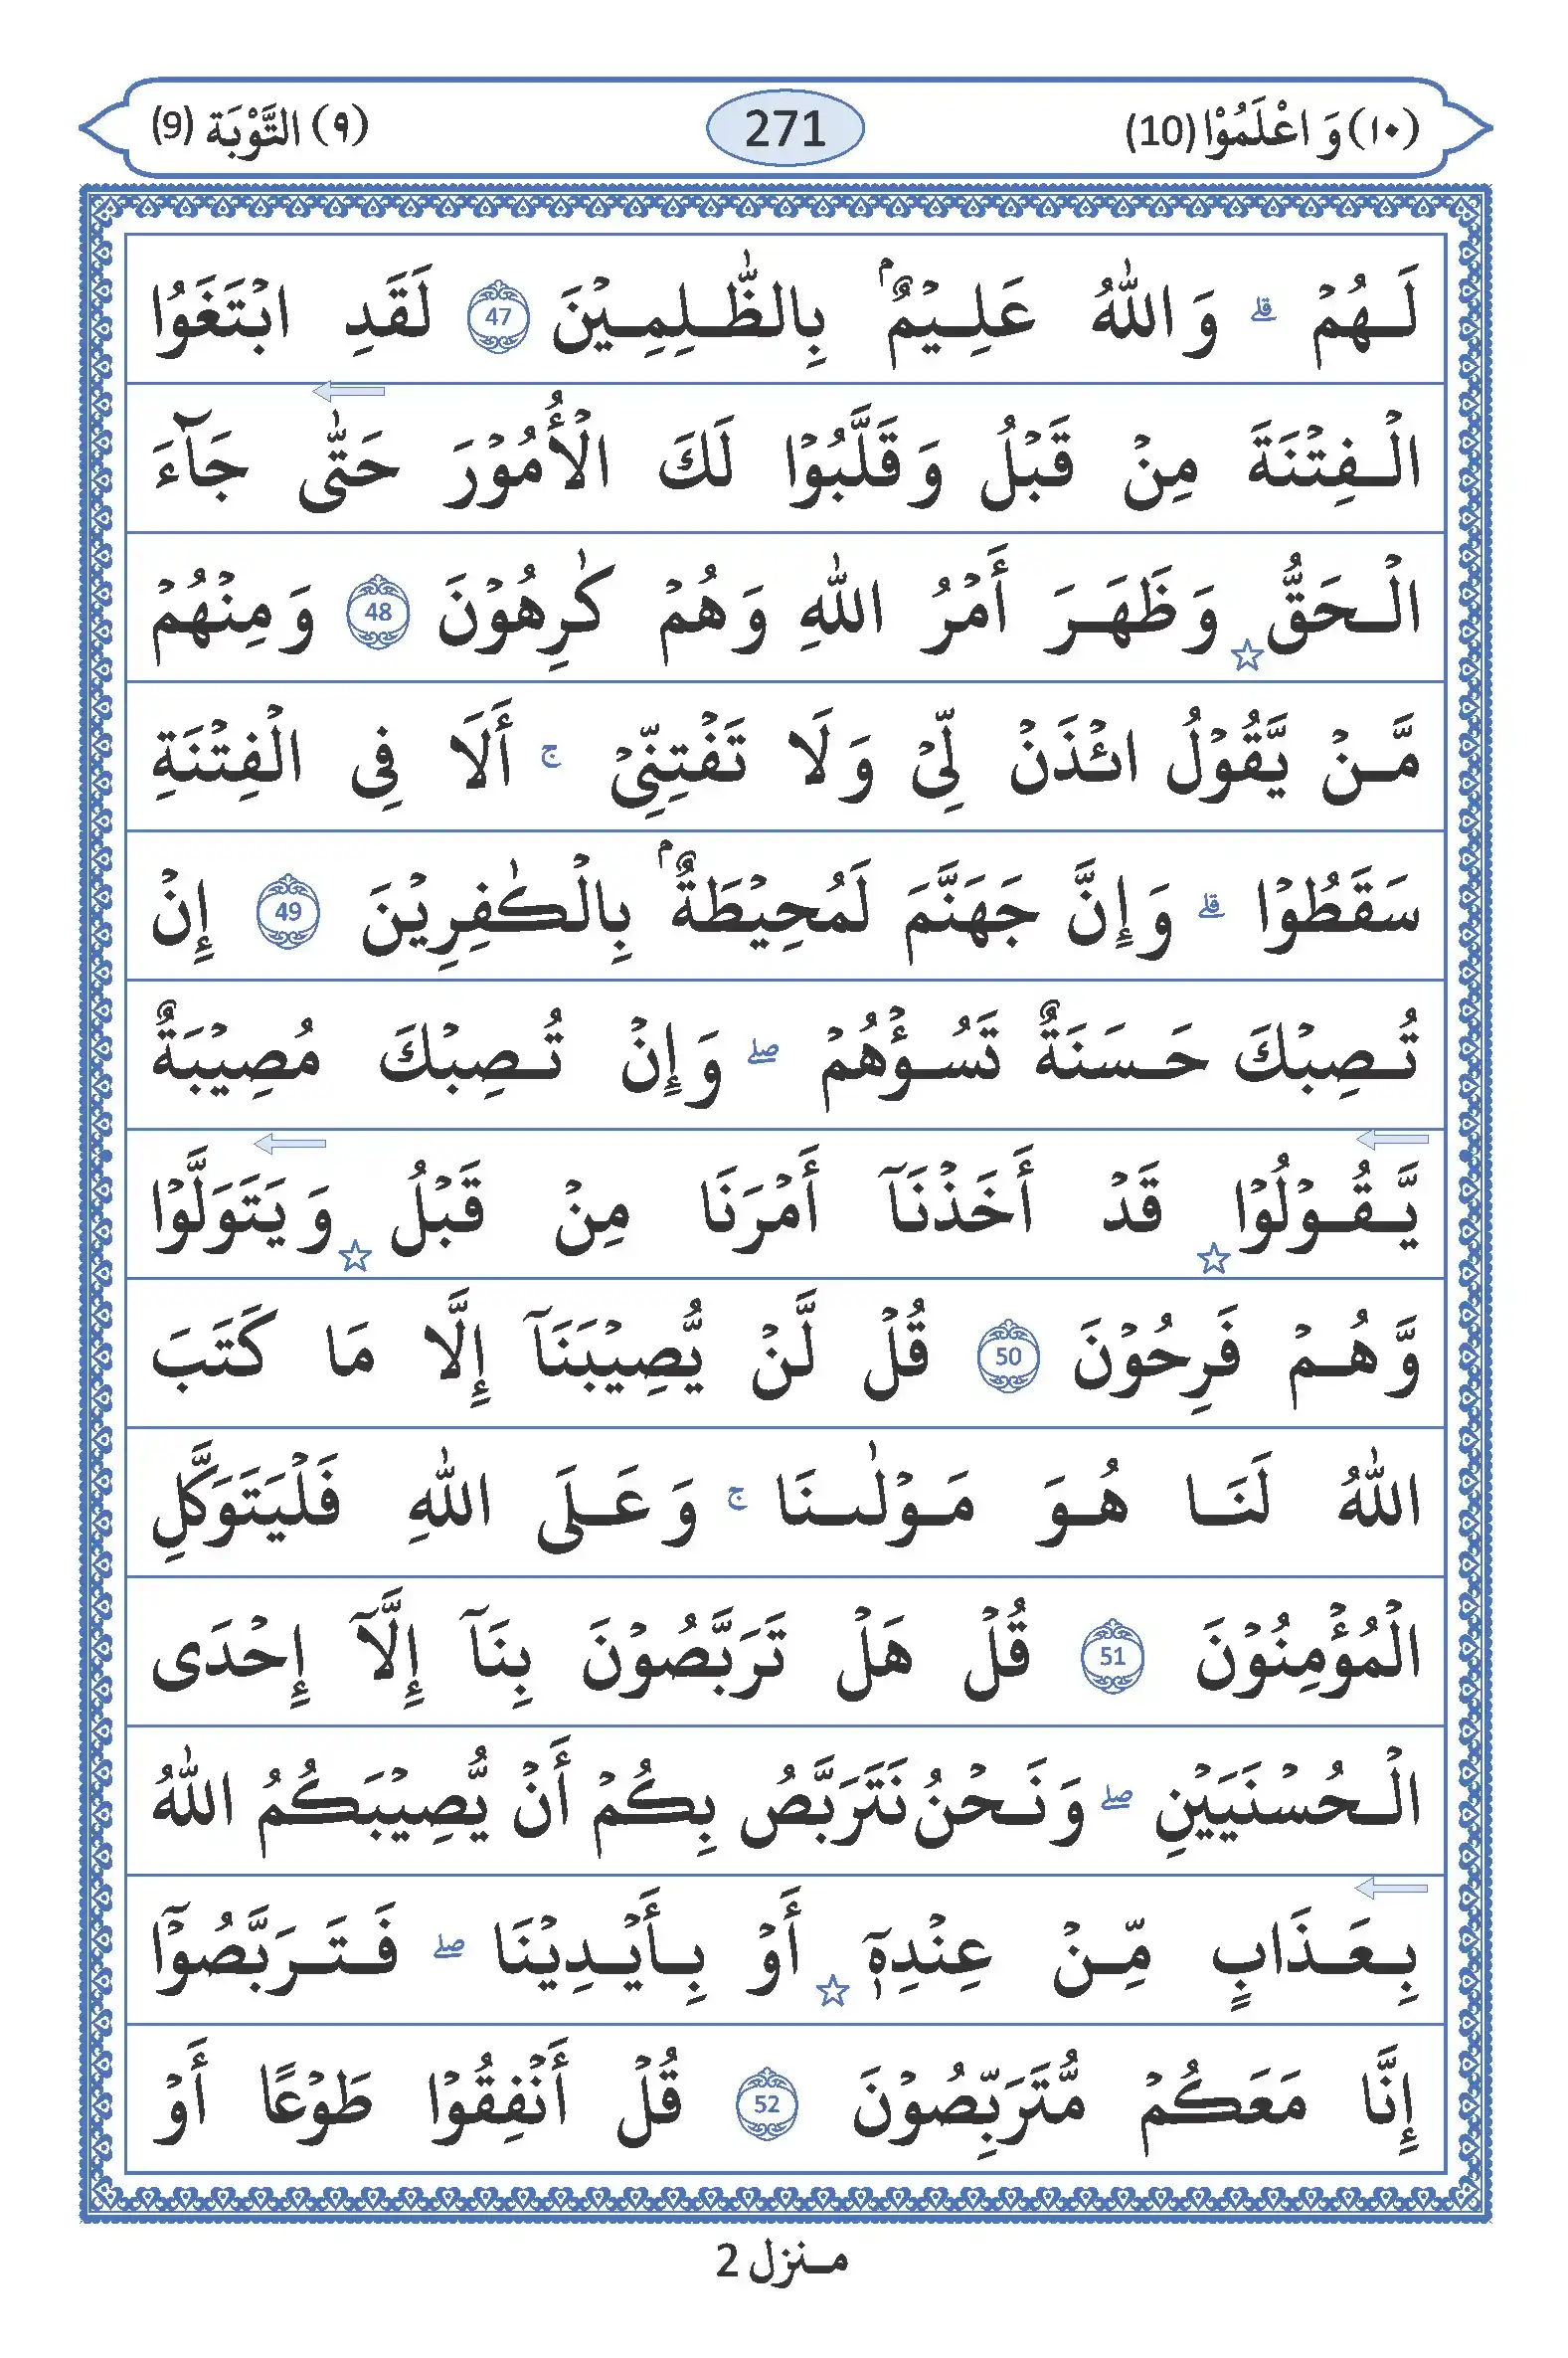 (١٠) وَ اعْلَمُوْا (10) 271 (٩) التَّوْبَة (9)
لَهُمْ ۗ وَاللّٰهُ عَلِيْمٌۢ بِالظّٰلِمِيْنَ 47 لَقَدِ ابْتَغَوُا
الْفِتْنَةَ مِنْ قَبْلُ وَقَلَّبُوْا لَكَ الْأُمُوْرَ حَتّٰى جَآءَ
الْحَقُّ ☆ وَظَهَرَ أَمْرُ اللّٰهِ وَهُمْ كٰرِهُوْنَ 48 وَمِنْهُمْ
مَّنْ يَّقُوْلُ ائْذَنْ لِّىْ وَلَا تَفْتِنِّىْ ۚ أَلَا فِى الْفِتْنَةِ
سَقَطُوْا ۗ وَإِنَّ جَهَنَّمَ لَمُحِيْطَةٌۢ بِالْكٰفِرِيْنَ 49 إِنْ
تُصِبْكَ حَسَنَةٌ تَسُؤْهُمْ ۖ وَإِنْ تُصِبْكَ مُصِيْبَةٌ
يَّقُوْلُوْا ☆ قَدْ أَخَذْنَآ أَمْرَنَا مِنْ قَبْلُ ☆ وَيَتَوَلَّوْا
وَّهُمْ فَرِحُوْنَ 50 قُلْ لَّنْ يُّصِيْبَنَآ إِلَّا مَا كَتَبَ
اللّٰهُ لَنَا هُوَ مَوْلٰىنَا ۚ وَعَلَى اللّٰهِ فَلْيَتَوَكَّلِ
الْمُؤْمِنُوْنَ 51 قُلْ هَلْ تَرَبَّصُوْنَ بِنَآ إِلَّآ إِحْدَى
الْحُسْنَيَيْنِ ۖ وَنَحْنُ نَتَرَبَّصُ بِكُمْ أَنْ يُّصِيْبَكُمُ اللّٰهُ
بِعَذَابٍ مِّنْ عِنْدِهٖٓ ☆ أَوْ بِأَيْدِيْنَا ۖ فَتَرَبَّصُوْٓا
إِنَّا مَعَكُمْ مُّتَرَبِّصُوْنَ 52 قُلْ أَنْفِقُوْا طَوْعًا أَوْ
منزل 2